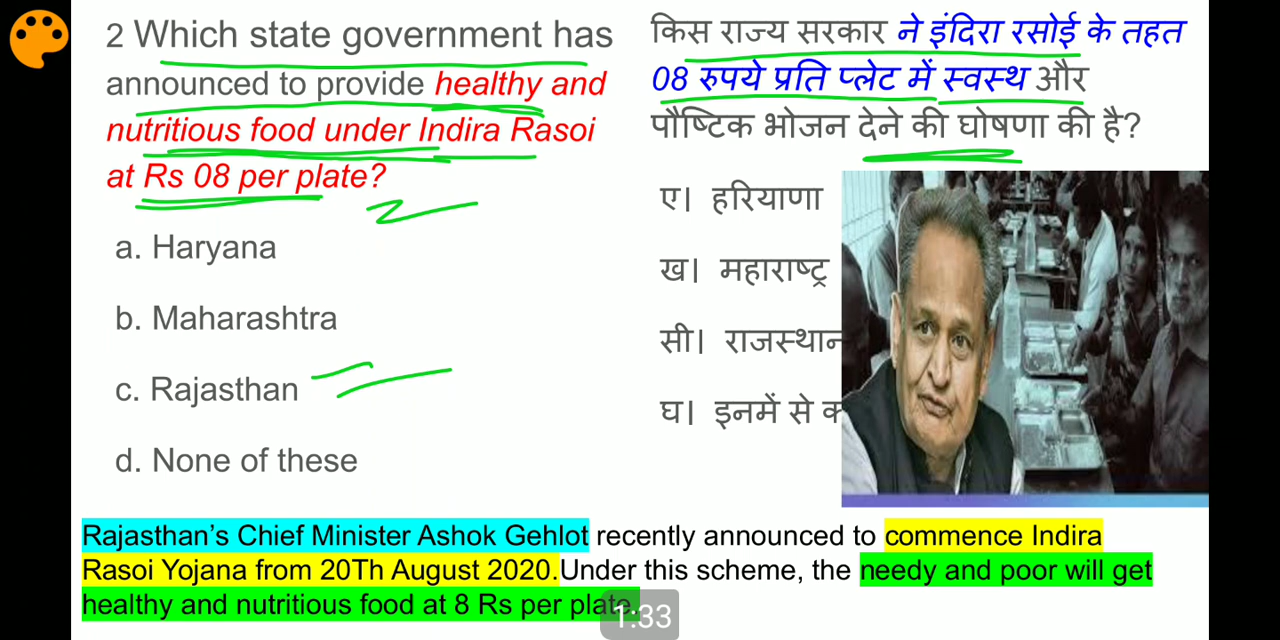 2 Which state government has
announced to provide healthy and
nutritious food under Indira Rasoi
at Rs 08 per plate?
a. Haryana
b. Maharashtra
c. Rajasthan
d. None of these
किस राज्य सरकार ने इंदिरा रसोई के तहत
08 रुपये प्रति प्लेट में स्वस्थ और
पौष्टिक भोजन देने की घोषणा की है?
ए। हरियाणा
ख। महाराष्ट्र
सी। राजस्थान
घ। इनमें से
Rajasthan's Chief Minister Ashok Gehlot recently announced to commence Indira
Rasoi Yojana from 20Th August 2020.Under this scheme, the needy and poor will get
healthy and nutritious food at 8 Rs per plate.
1:33